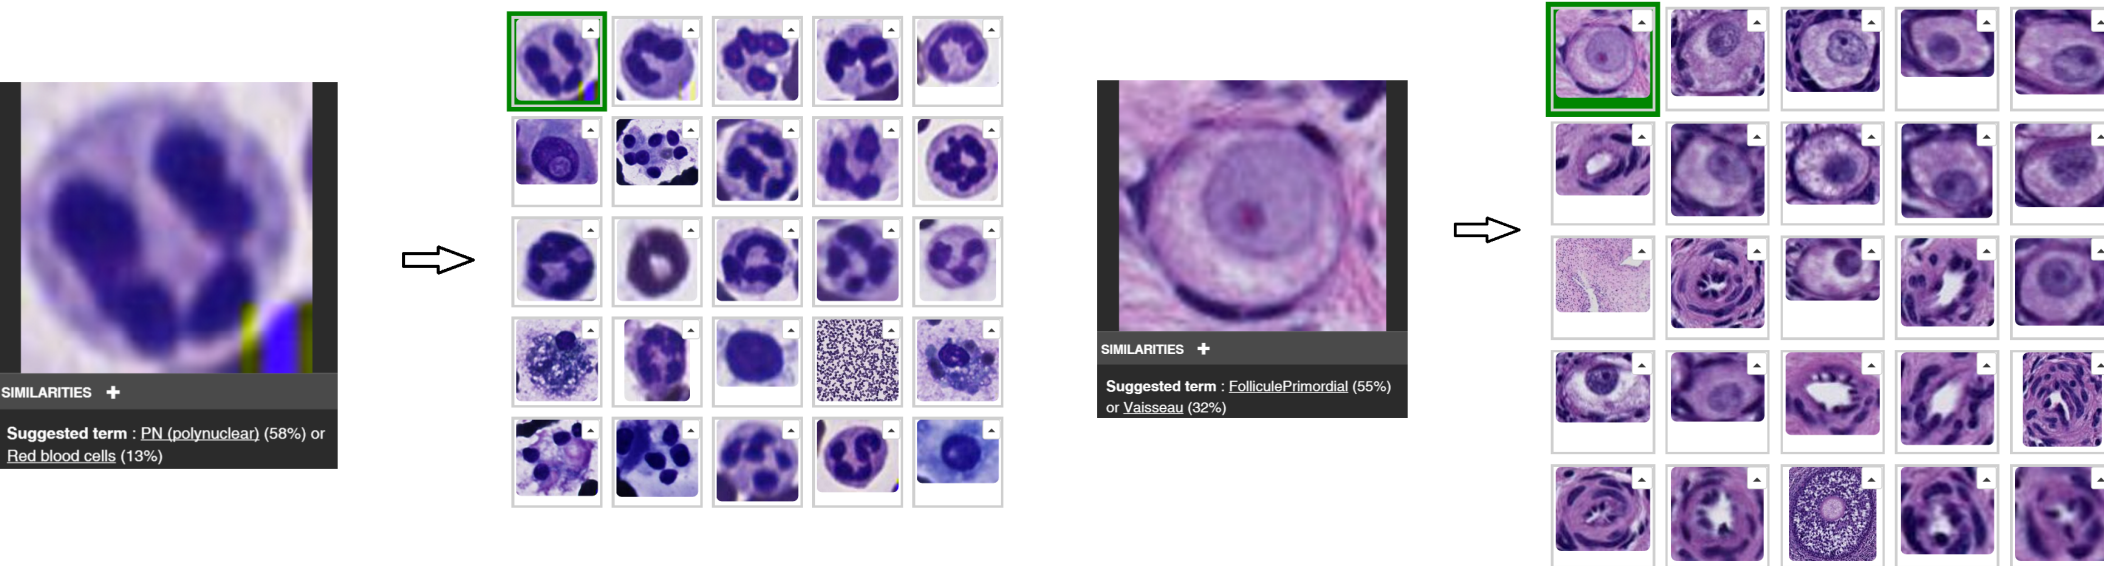 SIMILARITIES +
Suggested term : PN (polynuclear) (58%) or
Red blood cells (13%)
SIMILARITIES +
Suggested term : FolliculePrimordial (55%)
or Vaisseau (32%)